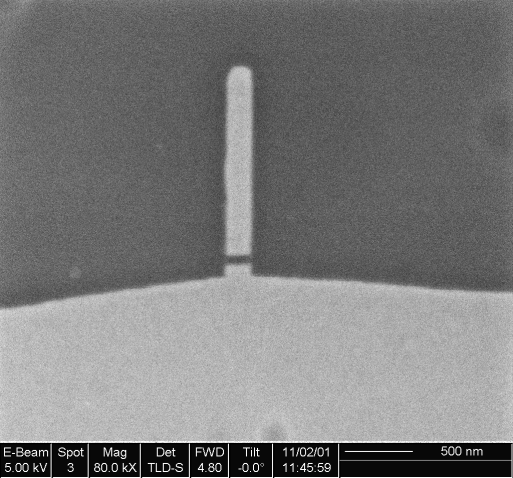 E-Beam Spot Mag Det FWD Tilt 11/02/01 500 nm
5.00 kV 3 80.0 kX TLD-S 4.80 -0.0° 11:45:59